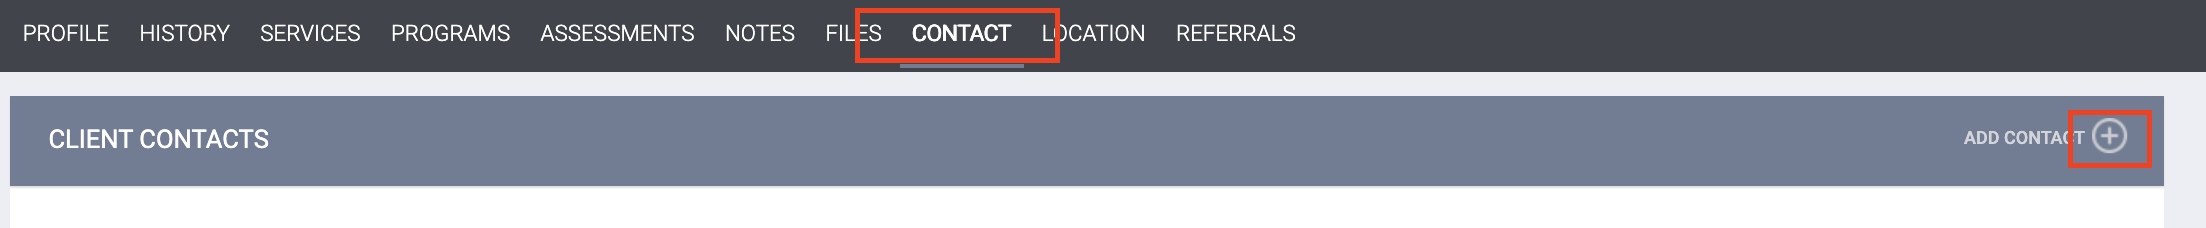 PROFILE HISTORY SERVICES PROGRAMS ASSESSMENTS NOTES FILES CONTACT LOCATION REFERRALS
CLIENT CONTACTS ADD CONTACT